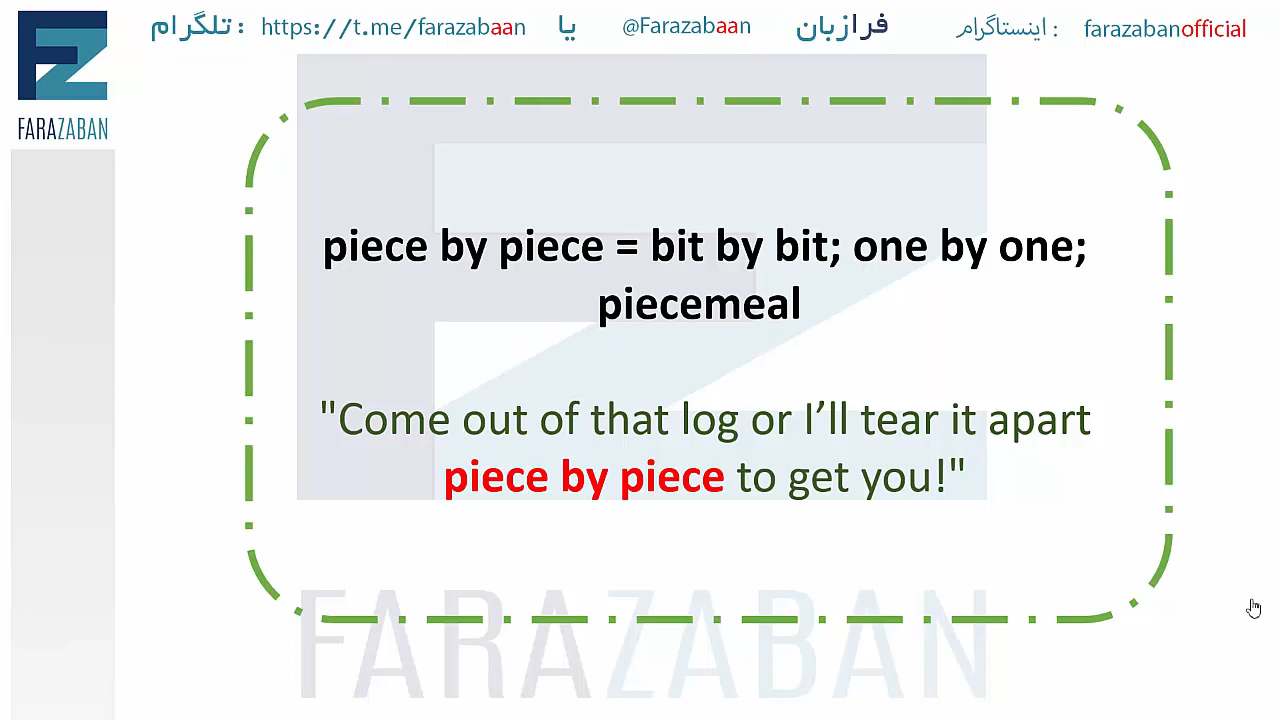 تلگرام : https://t.me/farazabaan یا @Farazabaan فرازبان اینستاگرام : farazabanofficial
FARAZABAN
piece by piece = bit by bit; one by one;
piecemeal
"Come out of that log or I’ll tear it apart
piece by piece to get you!"
FARAZABAN